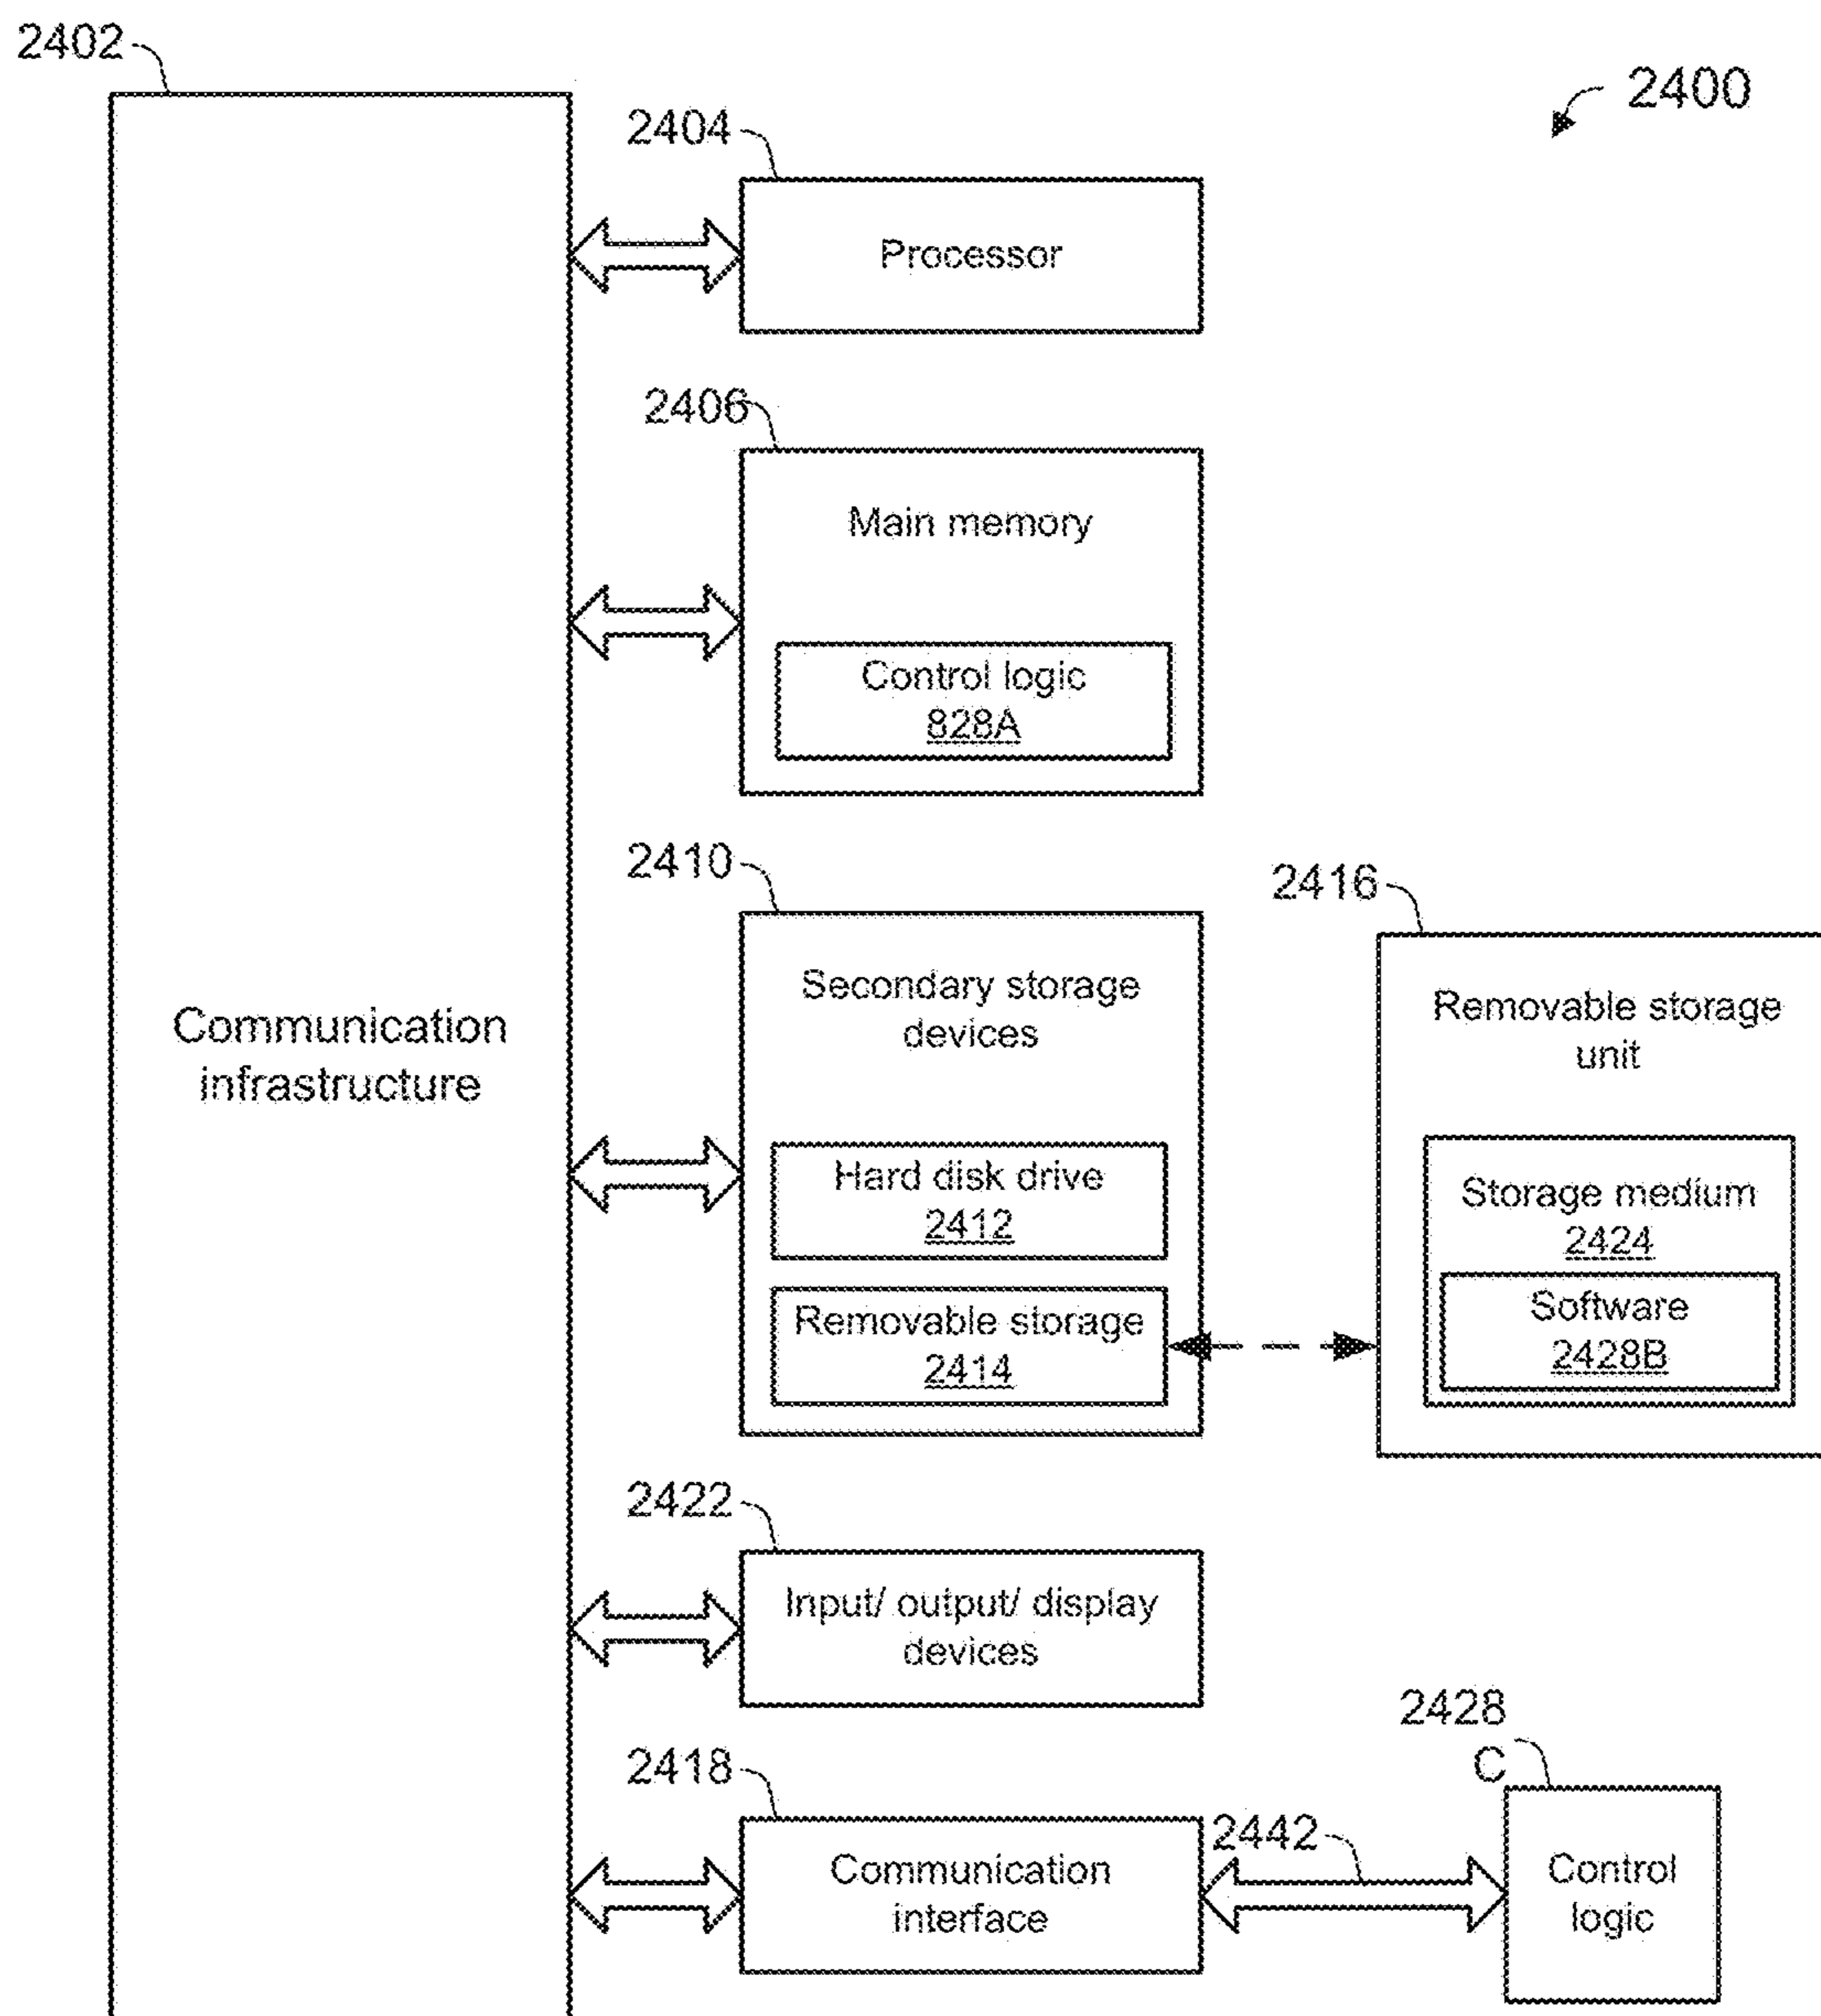 2402
2400
2404
Processor
2406
Main memory
Control logic
828A
2410
2416
Secondary storage
devices
Removable storage
unit
Communication
infrastructure
Hard disk drive
2412
Storage medium
2424
Removable storage
2414
Software
2428B
2422
Input/ output/ display
devices
2428
C
2418
2442
Communication
interface
Control
logic